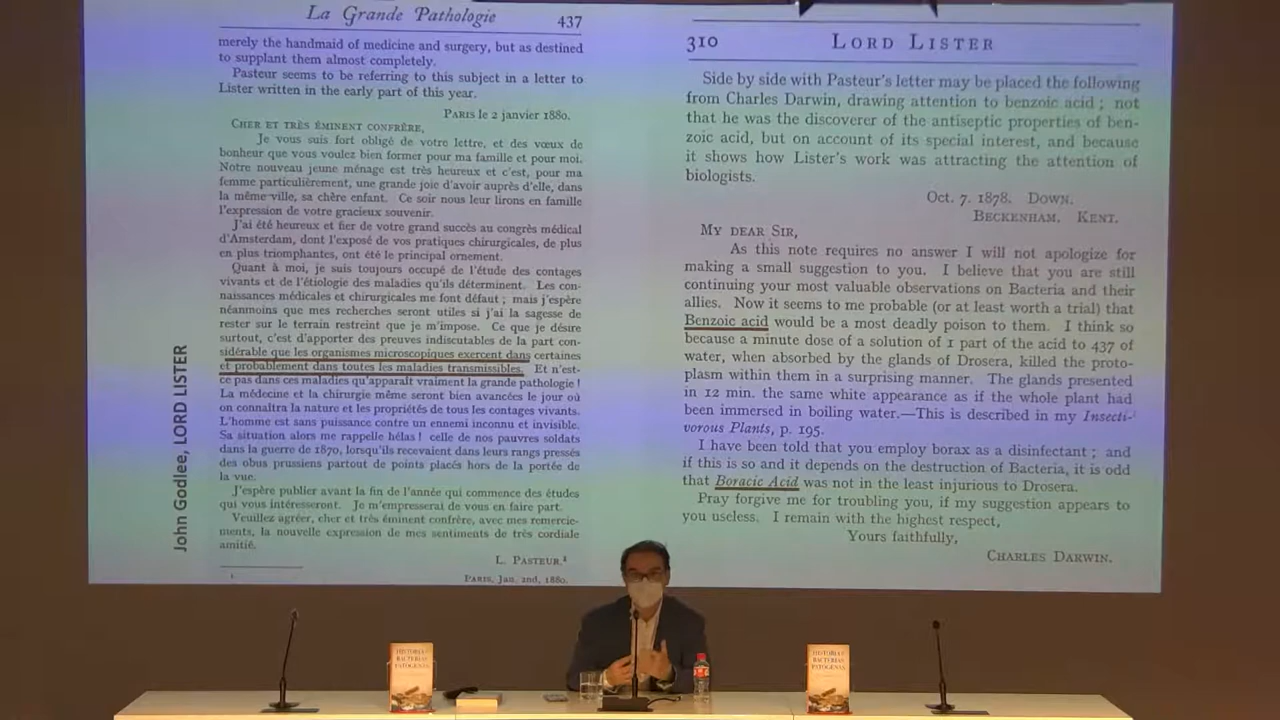 La Grande Pathologie
437
merely the handmaid of medicine and surgery, but as destined
to supplant them almost completely.
Pasteur seems to be referring to this subject in a letter to
Lister written in the early part of this year.
PARIS le 2 janvier 1880.
CHER ET TRÈS ÉMINENT CONFRÈRE,
Je vous suis fort obligé de votre lettre, et des vœux de
bonheur que vous voulez bien former pour ma famille et pour moi.
Notre nouveau jeune ménage est très heureux et c'est, pour ma
femme particulièrement, une grande joie d'avoir auprès d'elle, dans
la même ville, sa chère enfant. Ce soir nous leur lirons en famille
l'expression de votre gracieux souvenir.
J'ai été heureux et fier de votre grand succès au congrès médical
d'Amsterdam, dont l'exposé de vos pratiques chirurgicales, de plus
en plus triomphantes, ont été le principal ornement.
Quant à moi, je suis toujours occupé de l'étude des contages
vivants et de l'étiologie des maladies qu'ils déterminent. Les con-
naissances médicales et chirurgicales me font défaut ; mais j'espère
néanmoins que mes recherches seront utiles si j'ai la sagesse de
rester sur le terrain restreint que je m'impose. Ce que je désire
surtout, c'est d'apporter des preuves indiscutables de la part con-
sidérable que les organismes microscopiques exercent dans certaines
et probablement dans toutes les maladies transmissibles. Et n'est-
ce pas dans ces maladies qu'apparaît vraiment la grande pathologie !
La médecine et la chirurgie même seront bien avancées le jour où
on connaîtra la nature et les propriétés de tous les contages vivants.
L'homme est sans puissance contre un ennemi inconnu et invisible.
Sa situation alors me rappelle hélas ! celle de nos pauvres soldats
dans la guerre de 1870, lorsqu'ils recevaient dans leurs rangs pressés
des obus prussiens partout de points placés hors de la portée de
la vue.
J'espère publier avant la fin de l'année qui commence des études
qui vous intéresseront. Je m'empresserai de vous en faire part.
Veuillez agréer, cher et très éminent confrère, avec mes remercie-
ments, la nouvelle expression de mes sentiments de très cordiale
amitié.
L. PASTEUR.¹
PARIS, Jan. 2nd, 1880.
John Godlee, LORD LISTER
310
LORD LISTER
Side by side with Pasteur's letter may be placed the following
from Charles Darwin, drawing attention to benzoic acid ; not
that he was the discoverer of the antiseptic properties of ben-
zoic acid, but on account of its special interest, and because
it shows how Lister's work was attracting the attention of
biologists.
Oct. 7. 1878. DOWN.
BECKENHAM. KENT.
MY DEAR SIR,
As this note requires no answer I will not apologize for
making a small suggestion to you. I believe that you are still
continuing your most valuable observations on Bacteria and their
allies. Now it seems to me probable (or at least worth a trial) that
Benzoic acid would be a most deadly poison to them. I think so
because a minute dose of a solution of 1 part of the acid to 437 of
water, when absorbed by the glands of Drosera, killed the proto-
plasm within them in a surprising manner. The glands presented
in 12 min. the same white appearance as if the whole plant had
been immersed in boiling water.—This is described in my Insecti-
vorous Plants, p. 195.
I have been told that you employ borax as a disinfectant ; and
if this is so and it depends on the destruction of Bacteria, it is odd
that Boracic Acid was not in the least injurious to Drosera.
Pray forgive me for troubling you, if my suggestion appears to
you useless. I remain with the highest respect,
Yours faithfully,
CHARLES DARWIN.
HISTORIA
BACTERIAS
PATÓGENAS
HISTORIA
BACTERIAS
PATÓGENAS